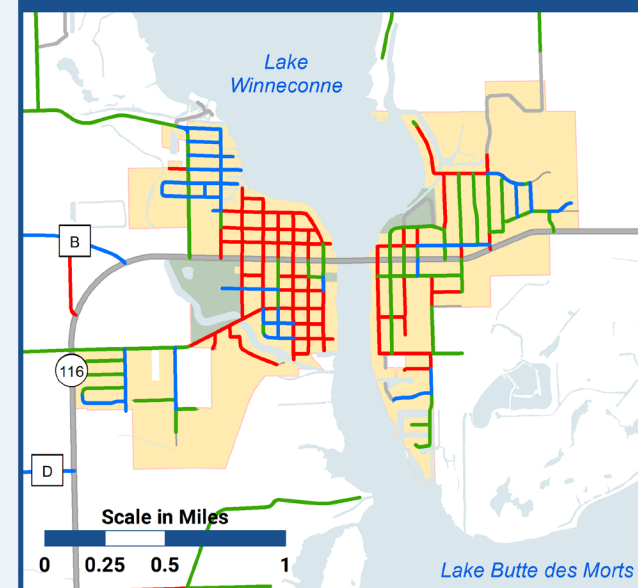 Lake
Winneconne
B
116
D
Scale in Miles
0 0.25 0.5 1
Lake Butte des Morts